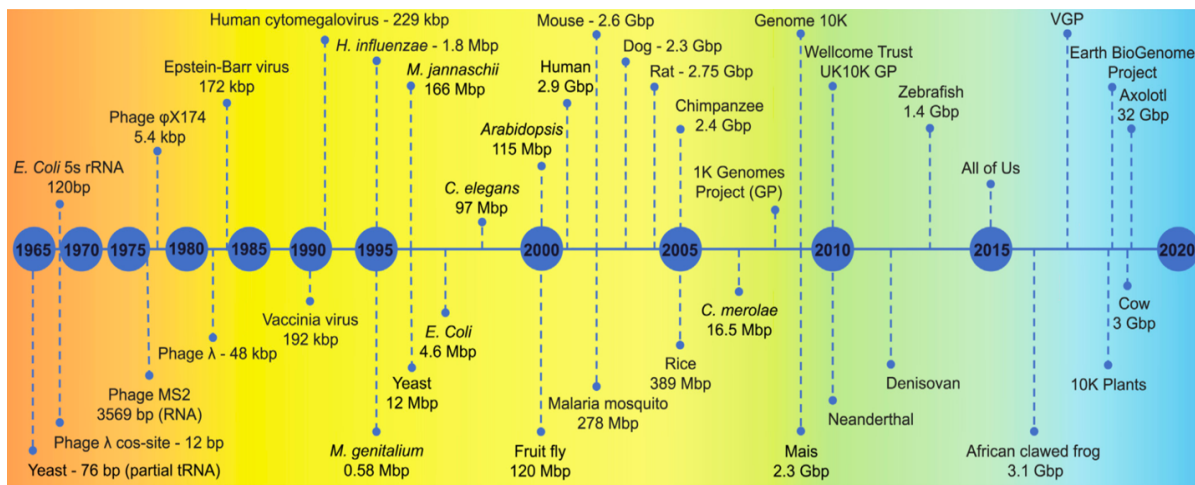 Human cytomegalovirus - 229 kbp
Mouse - 2.6 Gbp
Genome 10K
VGP
H. influenzae - 1.8 Mbp
Dog - 2.3 Gbp
Wellcome Trust
UK10K GP
Earth BioGenome
Project
Epstein-Barr virus
172 kbp
M. jannaschii
166 Mbp
Human
2.9 Gbp
Rat - 2.75 Gbp
Zebrafish
1.4 Gbp
Axolotl
32 Gbp
Phage φX174
5.4 kbp
Arabidopsis
115 Mbp
Chimpanzee
2.4 Gbp
E. Coli 5s rRNA
120bp
C. elegans
97 Mbp
1K Genomes
Project (GP)
All of Us
1965 1970 1975 1980 1985 1990 1995 2000 2005 2010 2015 2020
Vaccinia virus
192 kbp
C. merolae
16.5 Mbp
Cow
3 Gbp
Phage λ - 48 kbp
E. Coli
4.6 Mbp
Rice
389 Mbp
Phage MS2
3569 bp (RNA)
Yeast
12 Mbp
Malaria mosquito
278 Mbp
Denisovan
10K Plants
Neanderthal
Phage λ cos-site - 12 bp
Yeast - 76 bp (partial tRNA)
M. genitalium
0.58 Mbp
Fruit fly
120 Mbp
Mais
2.3 Gbp
African clawed frog
3.1 Gbp